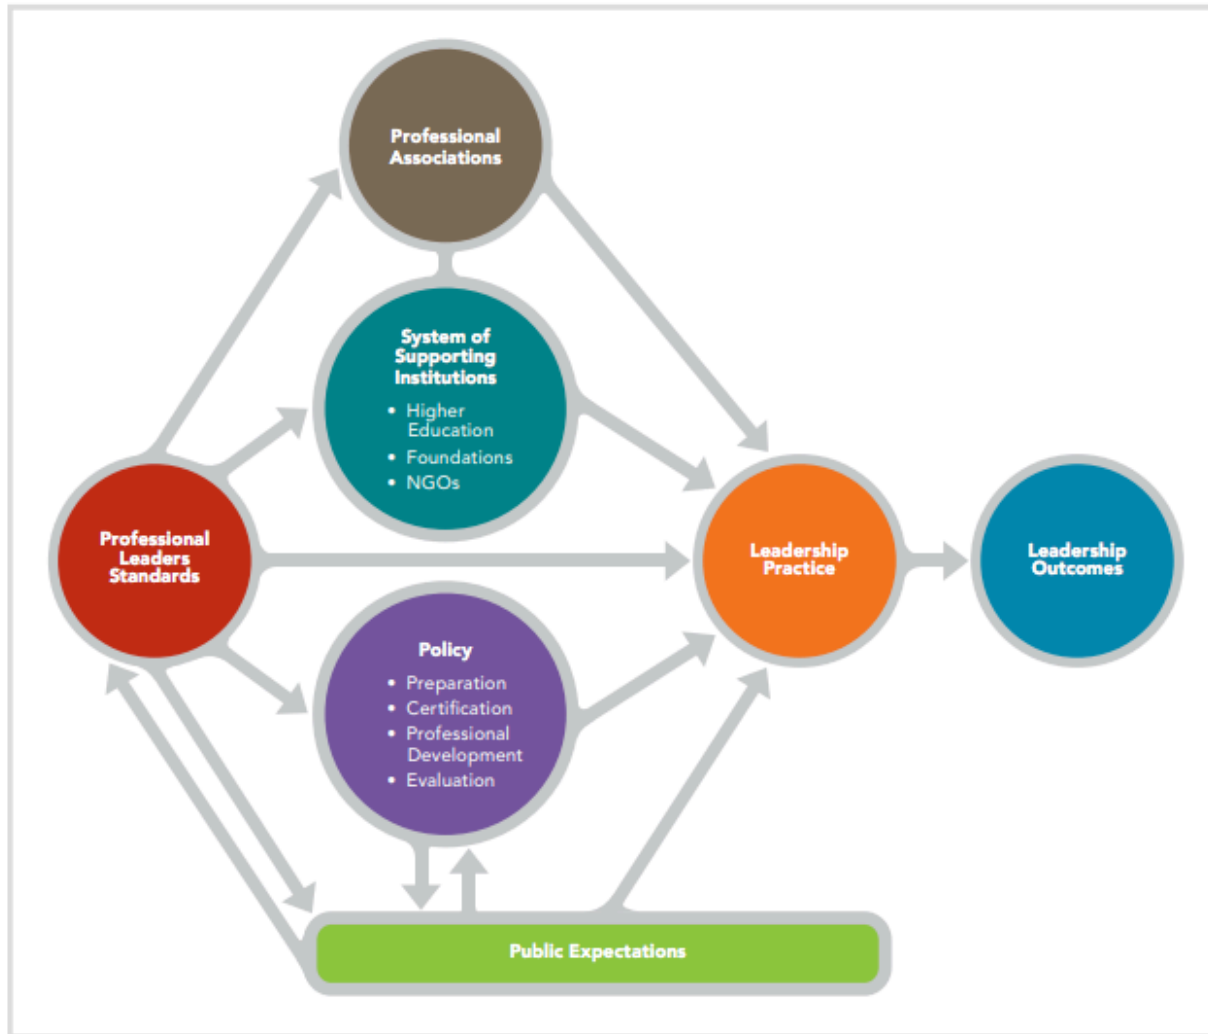 Professional
Associations
System of
Supporting
Institutions
• Higher
Education
• Foundations
• NGOs
Professional
Leaders
Standards
Leadership
Practice
Leadership
Outcomes
Policy
• Preparation
• Certification
• Professional
Development
• Evaluation
Public Expectations